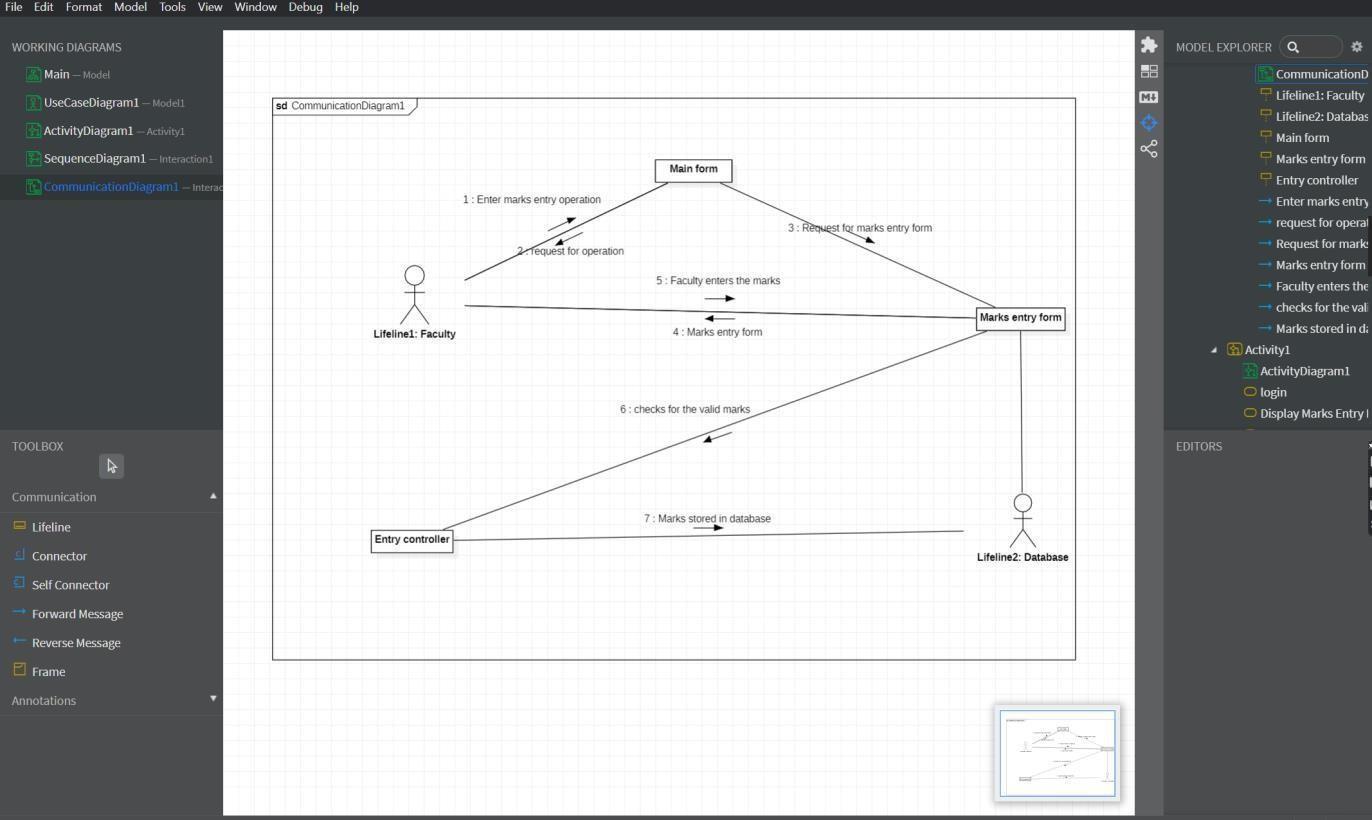 File Edit Format Model Tools View Window Debug Help
WORKING DIAGRAMS
Main — Model
UseCaseDiagram1 — Model1
ActivityDiagram1 — Activity1
SequenceDiagram1 — Interaction1
CommunicationDiagram1 — Interac
TOOLBOX
Communication
Lifeline
Connector
Self Connector
Forward Message
Reverse Message
Frame
Annotations
sd CommunicationDiagram1
Main form
1 : Enter marks entry operation
2 : request for operation
3 : Request for marks entry form
5 : Faculty enters the marks
4 : Marks entry form
Lifeline1: Faculty
Marks entry form
6 : checks for the valid marks
7 : Marks stored in database
Entry controller
Lifeline2: Database
M
MODEL EXPLORER
CommunicationD
Lifeline1: Faculty
Lifeline2: Databas
Main form
Marks entry form
Entry controller
Enter marks entry
request for operat
Request for marks
Marks entry form
Faculty enters the
checks for the vali
Marks stored in da
Activity1
ActivityDiagram1
login
Display Marks Entry
EDITORS